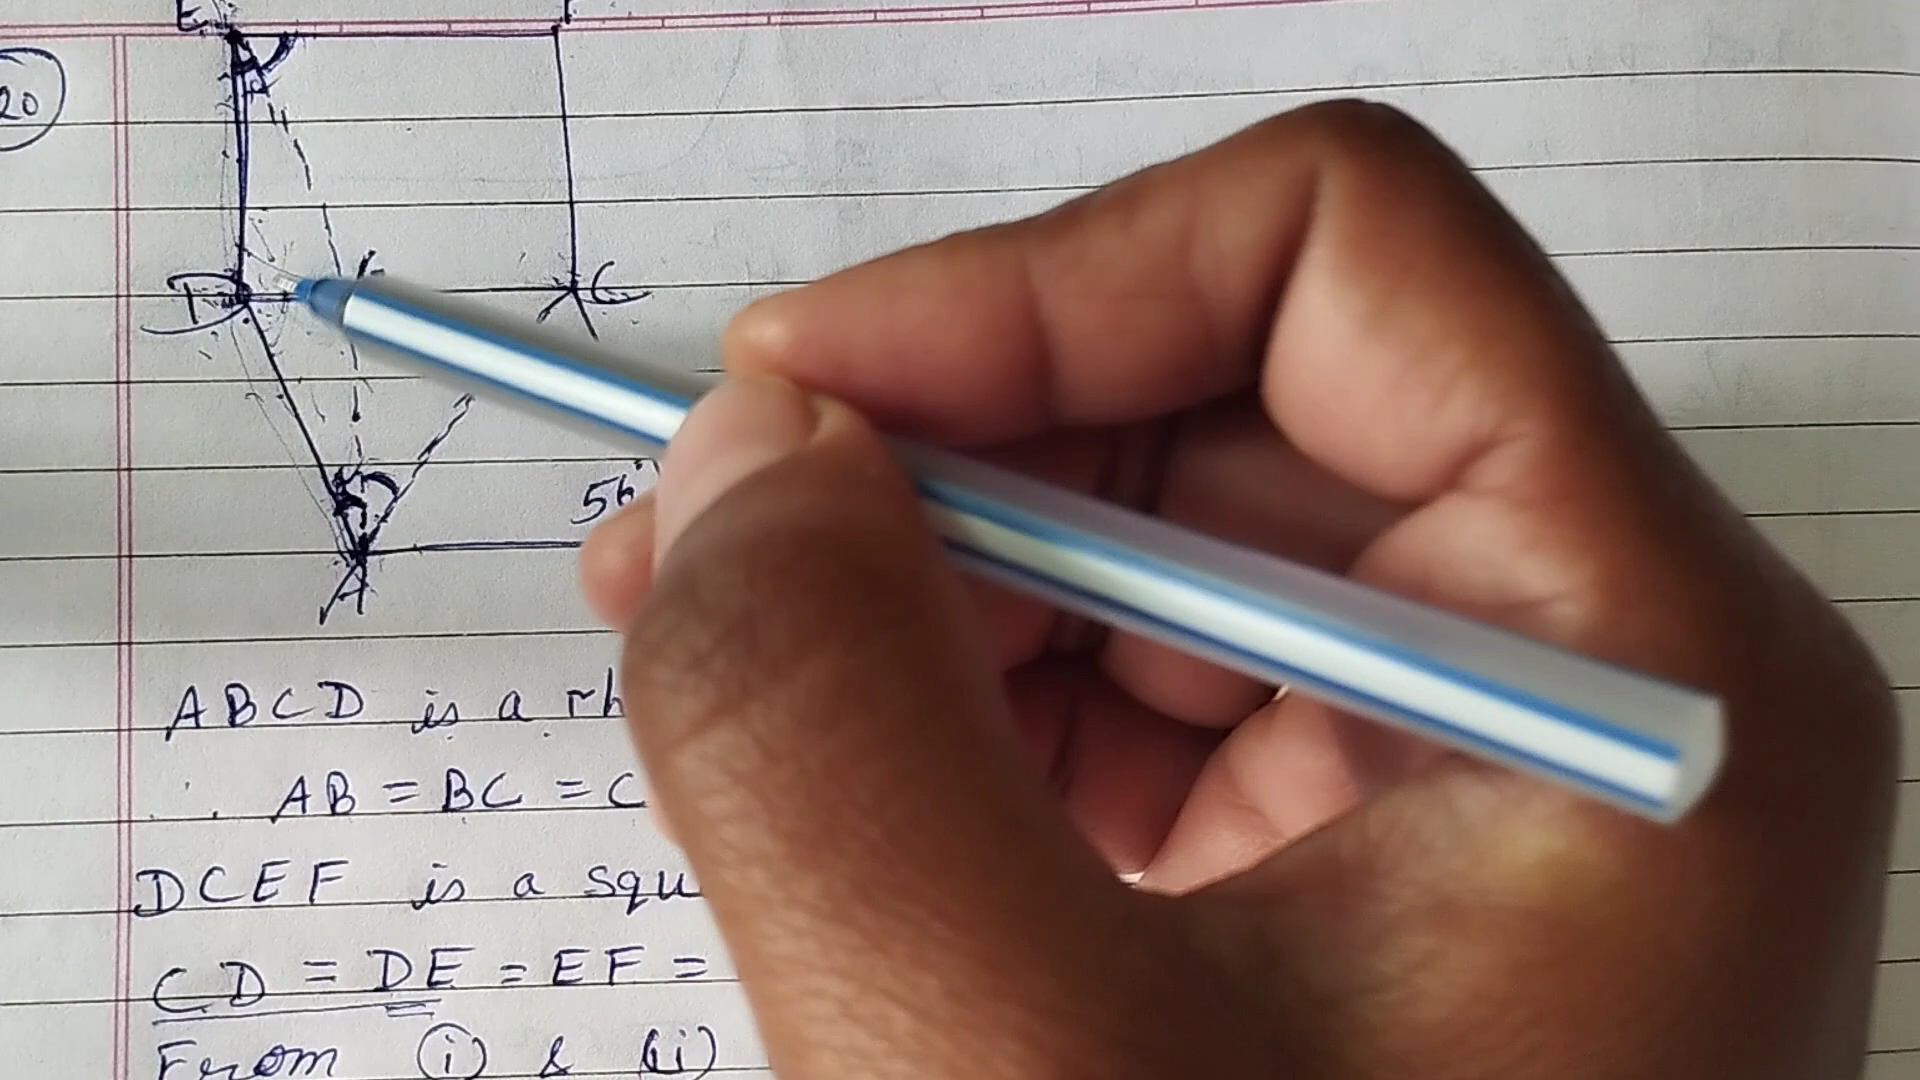 20
C
56
A
ABCD is a rh
∴ AB = BC = C
DCEF is a squ
CD = DE = EF =
From (i) & (ii)